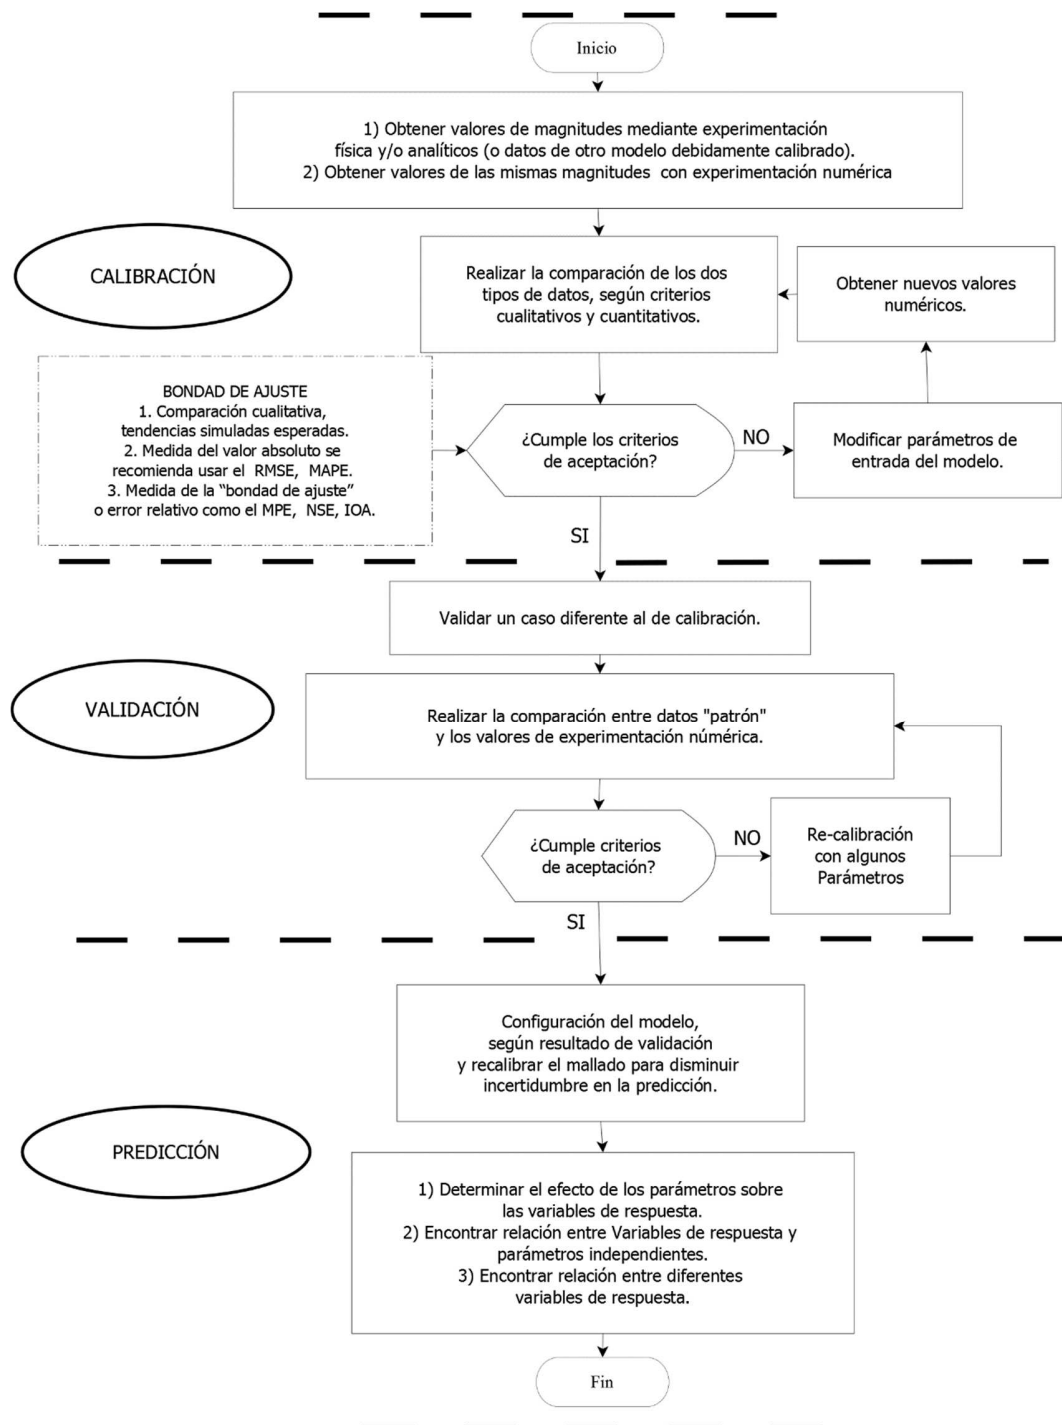 Inicio
1) Obtener valores de magnitudes mediante experimentación
física y/o analíticos (o datos de otro modelo debidamente calibrado).
2) Obtener valores de las mismas magnitudes con experimentación numérica
CALIBRACIÓN
Realizar la comparación de los dos
tipos de datos, según criterios
cualitativos y cuantitativos.
Obtener nuevos valores
numéricos.
BONDAD DE AJUSTE
1. Comparación cualitativa,
tendencias simuladas esperadas.
2. Medida del valor absoluto se
recomienda usar el RMSE, MAPE.
3. Medida de la “bondad de ajuste”
o error relativo como el MPE, NSE, IOA.
¿Cumple los criterios
de aceptación?
NO
Modificar parámetros de
entrada del modelo.
SI
Validar un caso diferente al de calibración.
VALIDACIÓN
Realizar la comparación entre datos "patrón"
y los valores de experimentación númérica.
¿Cumple criterios
de aceptación?
NO
Re-calibración
con algunos
Parámetros
SI
Configuración del modelo,
según resultado de validación
y recalibrar el mallado para disminuir
incertidumbre en la predicción.
PREDICCIÓN
1) Determinar el efecto de los parámetros sobre
las variables de respuesta.
2) Encontrar relación entre Variables de respuesta y
parámetros independientes.
3) Encontrar relación entre diferentes
variables de respuesta.
Fin